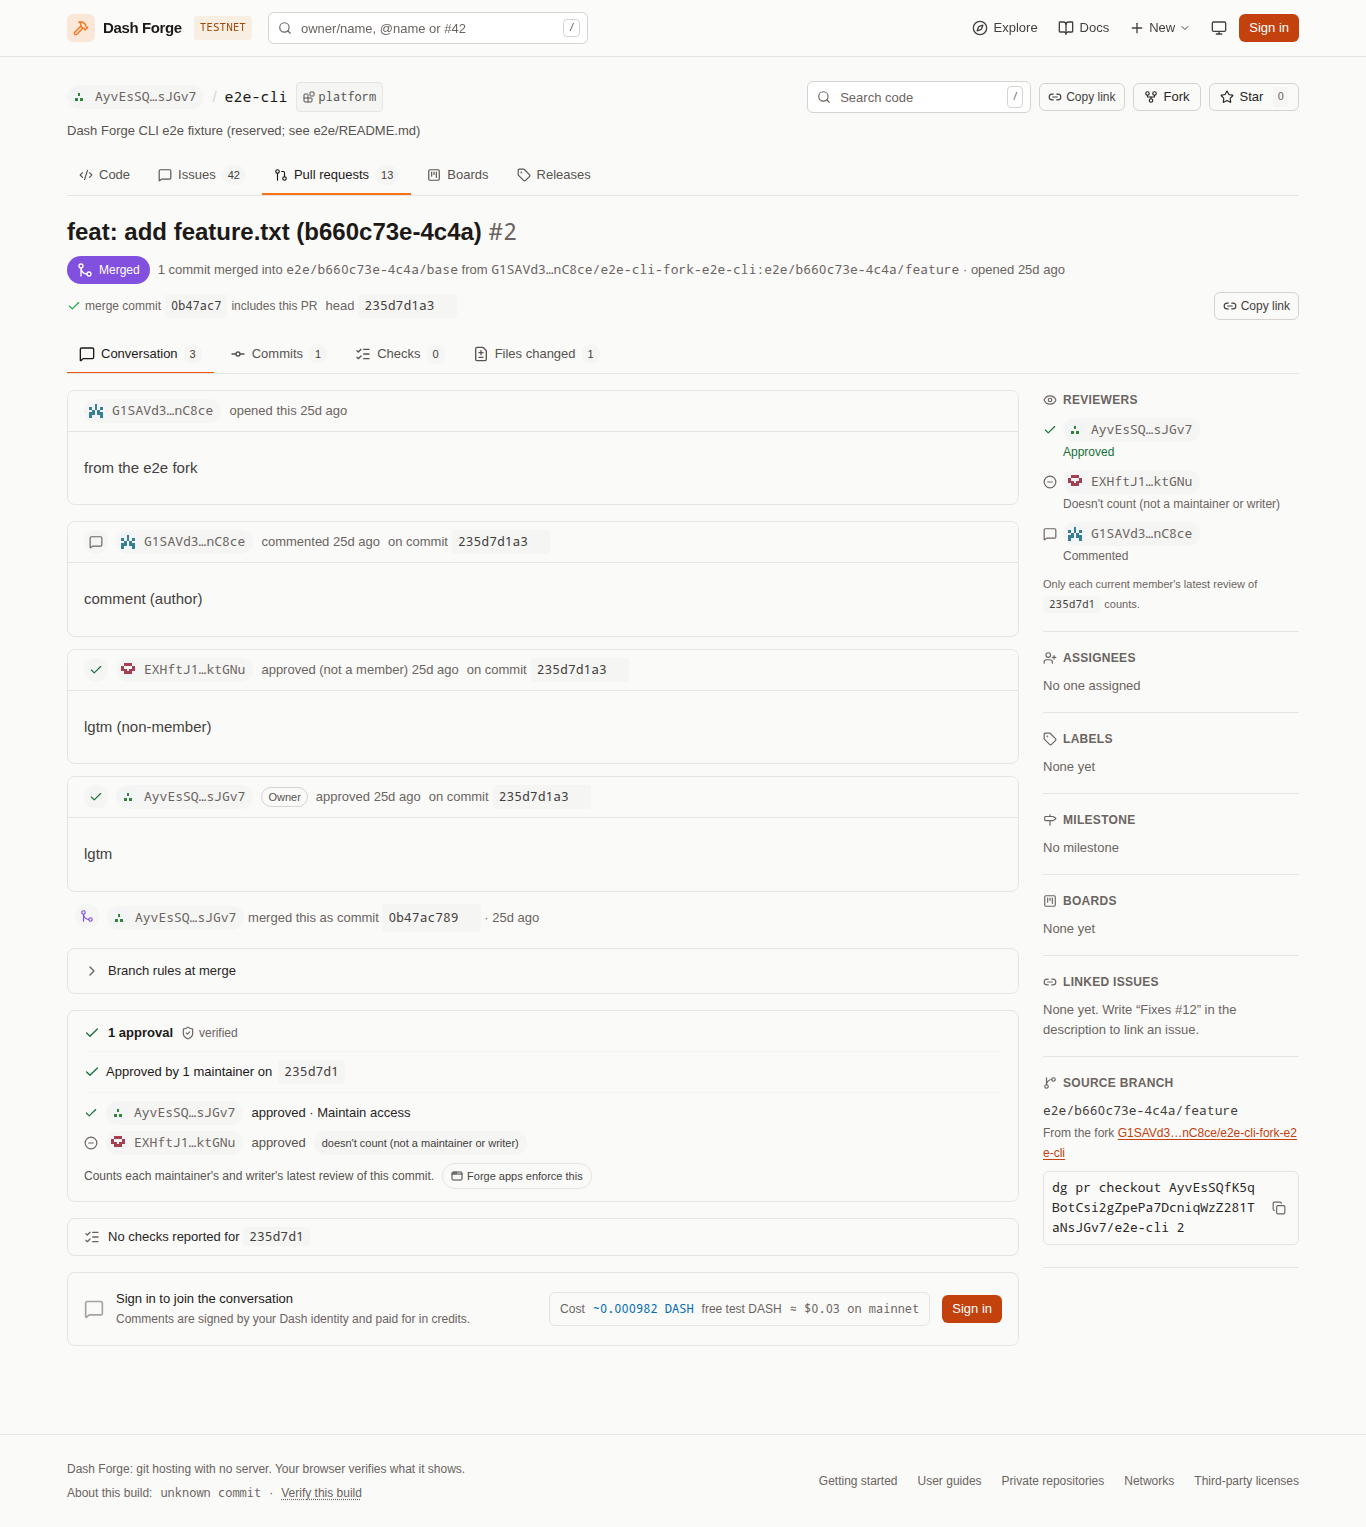 Dash Forge TESTNET owner/name, @name or #42 / Explore Docs New Sign in
AyvEsSQ…sJGv7 / e2e-cli platform Search code / Copy link Fork Star 0
Dash Forge CLI e2e fixture (reserved; see e2e/README.md)
Code Issues 42 Pull requests 13 Boards Releases
feat: add feature.txt (b660c73e-4c4a) #2
Merged 1 commit merged into e2e/b660c73e-4c4a/base from G1SAVd3…nC8ce/e2e-cli-fork-e2e-cli:e2e/b660c73e-4c4a/feature · opened 25d ago
merge commit 0b47ac7 includes this PR head 235d7d1a3 Copy link
Conversation 3 Commits 1 Checks 0 Files changed 1
G1SAVd3…nC8ce opened this 25d ago
from the e2e fork
G1SAVd3…nC8ce commented 25d ago on commit 235d7d1a3
comment (author)
EXHftJ1…ktGNu approved (not a member) 25d ago on commit 235d7d1a3
lgtm (non-member)
AyvEsSQ…sJGv7 Owner approved 25d ago on commit 235d7d1a3
lgtm
AyvEsSQ…sJGv7 merged this as commit 0b47ac789 · 25d ago
Branch rules at merge
1 approval verified
Approved by 1 maintainer on 235d7d1
AyvEsSQ…sJGv7 approved · Maintain access
EXHftJ1…ktGNu approved doesn't count (not a maintainer or writer)
Counts each maintainer's and writer's latest review of this commit. Forge apps enforce this
No checks reported for 235d7d1
Sign in to join the conversation
Comments are signed by your Dash identity and paid for in credits.
Cost ~0.000982 DASH free test DASH ≈ $0.03 on mainnet Sign in
REVIEWERS
AyvEsSQ…sJGv7
Approved
EXHftJ1…ktGNu
Doesn't count (not a maintainer or writer)
G1SAVd3…nC8ce
Commented
Only each current member's latest review of
235d7d1 counts.
ASSIGNEES
No one assigned
LABELS
None yet
MILESTONE
No milestone
BOARDS
None yet
LINKED ISSUES
None yet. Write “Fixes #12” in the
description to link an issue.
SOURCE BRANCH
e2e/b660c73e-4c4a/feature
From the fork G1SAVd3…nC8ce/e2e-cli-fork-e2
e-cli
dg pr checkout AyvEsSQfK5q
BotCsi2gZpePa7DcniqWzZ281T
aNsJGv7/e2e-cli 2
Dash Forge: git hosting with no server. Your browser verifies what it shows.
About this build: unknown commit · Verify this build
Getting started User guides Private repositories Networks Third-party licenses